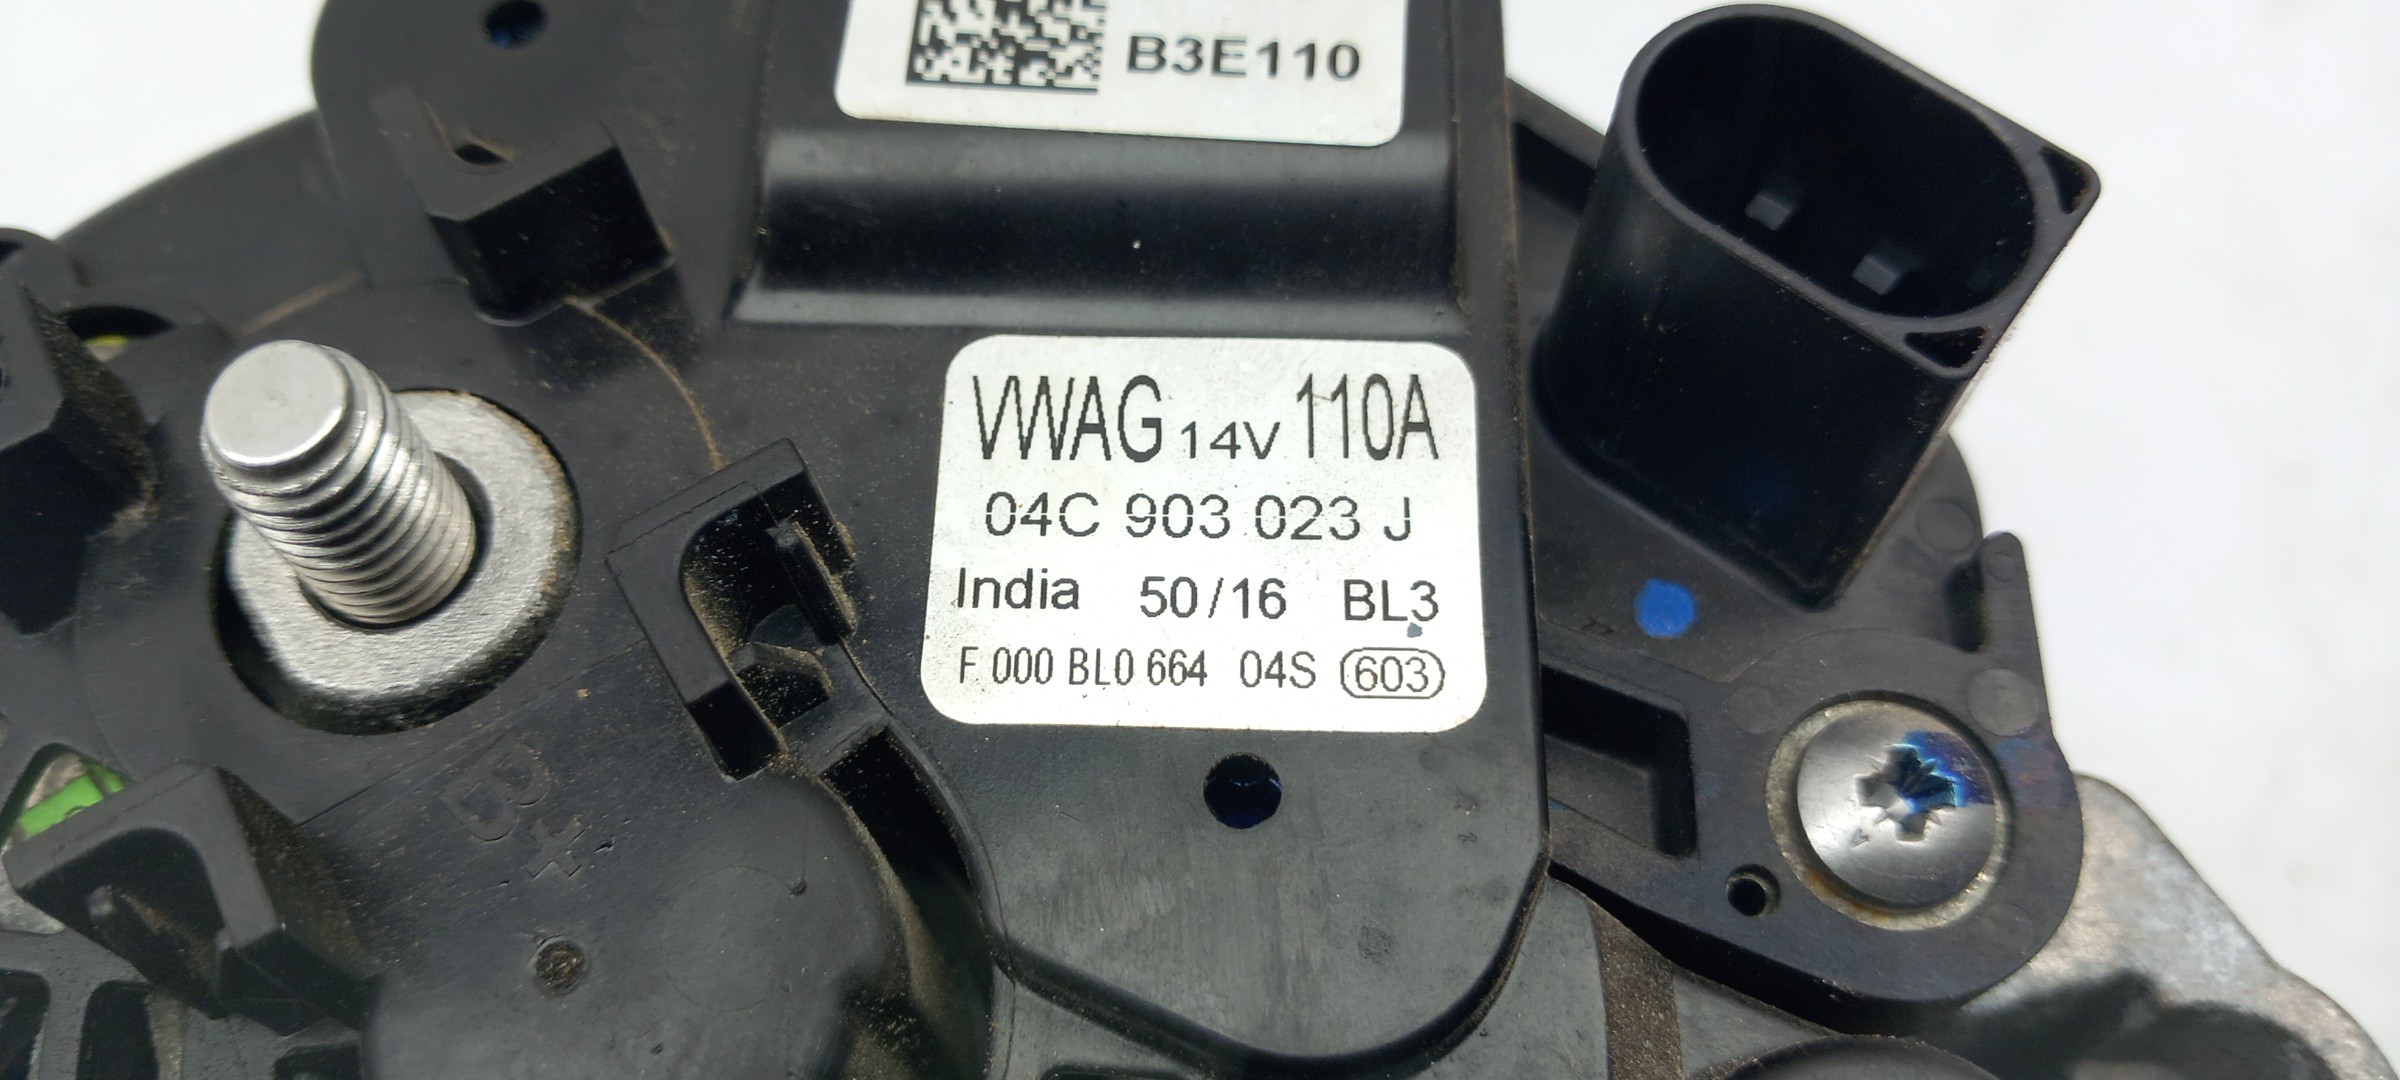 B3E110
VWAG 14V 110A
04C 903 023 J
India 50/16 BL3
F 000 BL0 664 04S 603
B+